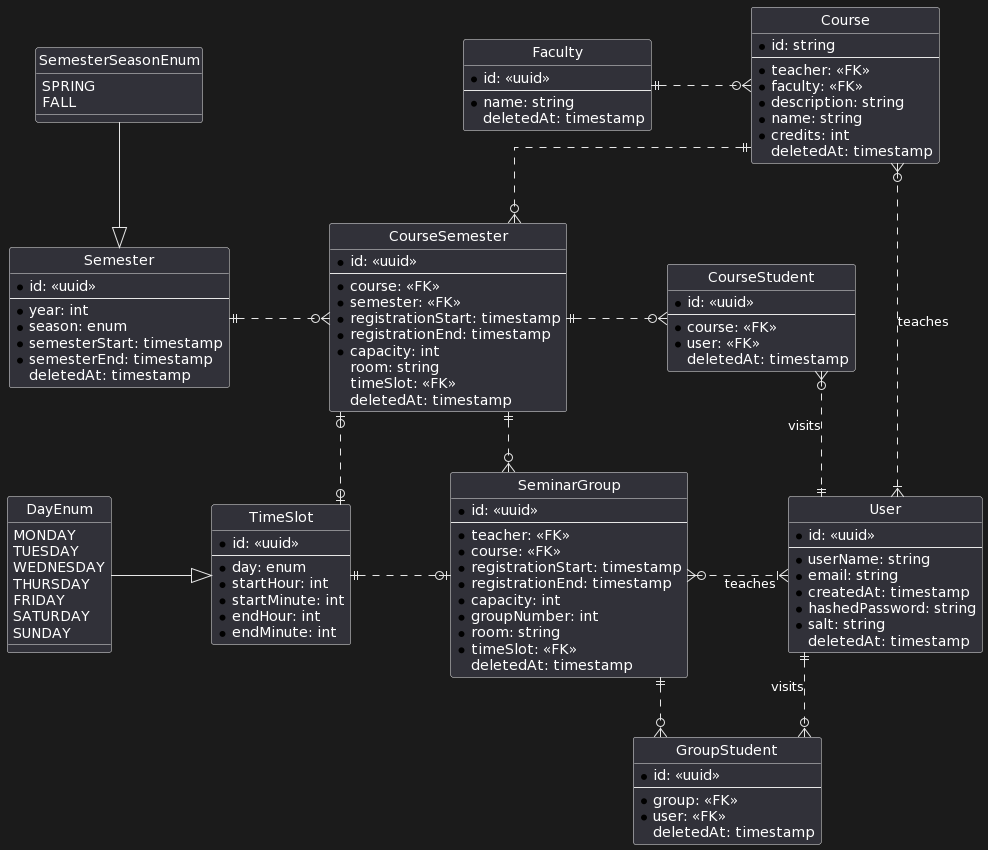 Course
id: string
teacher: «FK»
faculty: «FK»
description: string
name: string
credits: int
deletedAt: timestamp
Faculty
id: «uuid»
name: string
deletedAt: timestamp
SemesterSeasonEnum
SPRING
FALL
Semester
id: «uuid»
year: int
season: enum
semesterStart: timestamp
semesterEnd: timestamp
deletedAt: timestamp
CourseSemester
id: «uuid»
course: «FK»
semester: «FK»
registrationStart: timestamp
registrationEnd: timestamp
capacity: int
room: string
timeSlot: «FK»
deletedAt: timestamp
CourseStudent
id: «uuid»
course: «FK»
user: «FK»
deletedAt: timestamp
teaches
visits
DayEnum
MONDAY
TUESDAY
WEDNESDAY
THURSDAY
FRIDAY
SATURDAY
SUNDAY
TimeSlot
id: «uuid»
day: enum
startHour: int
startMinute: int
endHour: int
endMinute: int
SeminarGroup
id: «uuid»
teacher: «FK»
course: «FK»
registrationStart: timestamp
registrationEnd: timestamp
capacity: int
groupNumber: int
room: string
timeSlot: «FK»
deletedAt: timestamp
teaches
User
id: «uuid»
userName: string
email: string
createdAt: timestamp
hashedPassword: string
salt: string
deletedAt: timestamp
visits
GroupStudent
id: «uuid»
group: «FK»
user: «FK»
deletedAt: timestamp